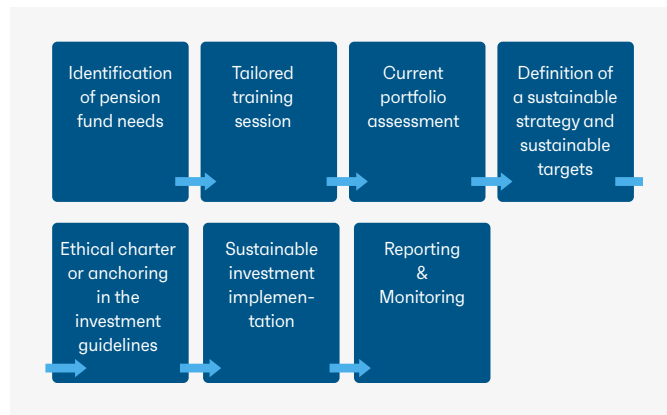 Identification
of pension
fund needs
Tailored
training
session
Current
portfolio
assessment
Definition of
a sustainable
strategy and
sustainable
targets
Ethical charter
or anchoring
in the
investment
guidelines
Sustainable
investment
implemen-
tation
Reporting
&
Monitoring